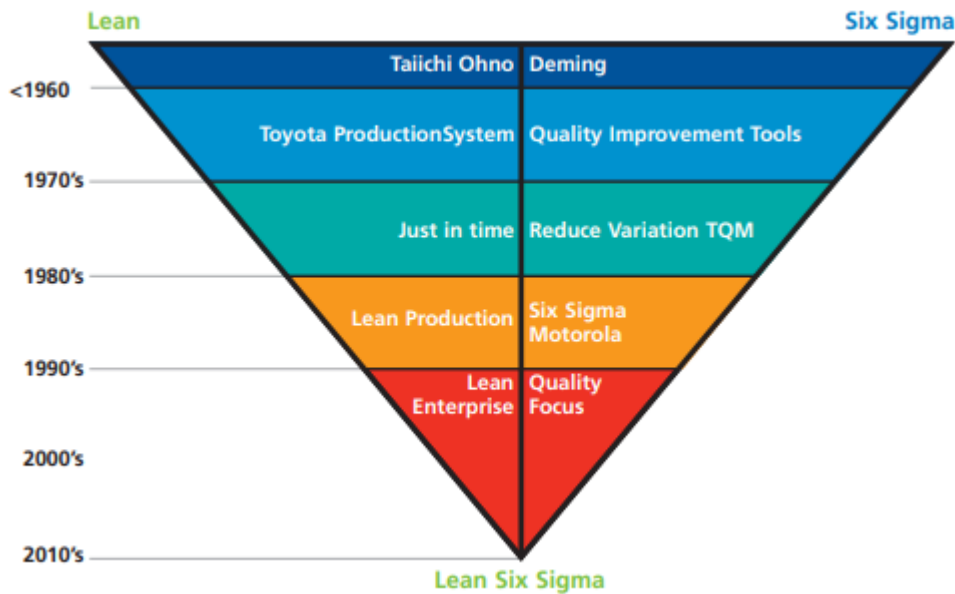 Lean
Six Sigma
Taiichi Ohno
Deming
<1960
Toyota ProductionSystem
Quality Improvement Tools
1970's
Just in time
Reduce Variation TQM
1980's
Lean Production
Six Sigma
Motorola
1990's
Lean
Enterprise
Quality
Focus
2000's
2010's
Lean Six Sigma